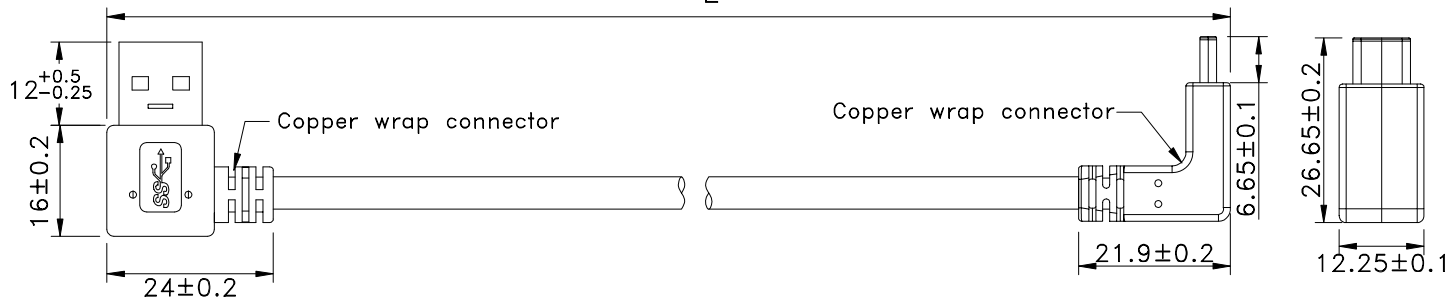 L
12 +0.5 -0.25
16±0.2
24±0.2
SS
Copper wrap connector
Copper wrap connector
6.65±0.1
21.9±0.2
26.65±0.2
12.25±0.1